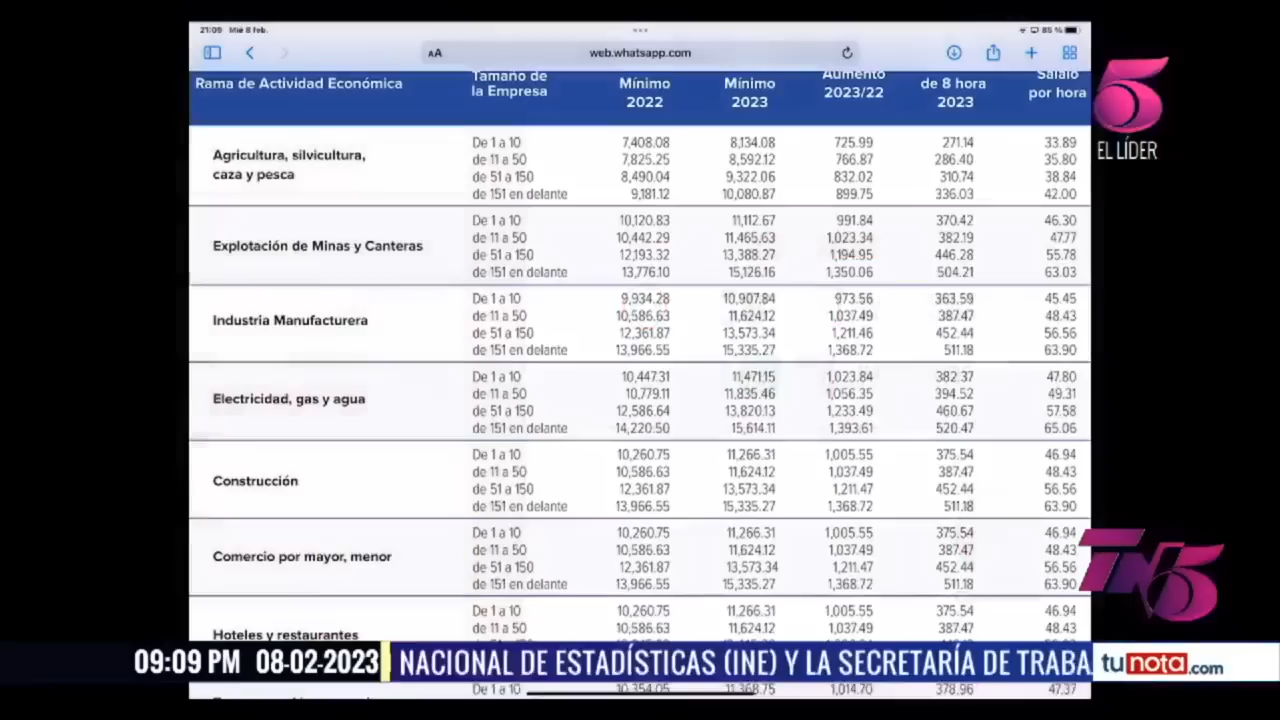 21:09 Mié 8 feb.
85 %
AA
web.whatsapp.com
Rama de Actividad Económica
Tamaño de la Empresa
Mínimo 2022
Mínimo 2023
Aumento 2023/22
de 8 hora 2023
Salalo por hora
Agricultura, silvicultura, caza y pesca
De 1 a 10 7,408.08 8,134.08 725.99 271.14 33.89
de 11 a 50 7,825.25 8,592.12 766.87 286.40 35.80
de 51 a 150 8,490.04 9,322.06 832.02 310.74 38.84
de 151 en delante 9,181.12 10,080.87 899.75 336.03 42.00
Explotación de Minas y Canteras
De 1 a 10 10,120.83 11,112.67 991.84 370.42 46.30
de 11 a 50 10,442.29 11,465.63 1,023.34 382.19 47.77
de 51 a 150 12,193.32 13,388.27 1,194.95 446.28 55.78
de 151 en delante 13,776.10 15,126.16 1,350.06 504.21 63.03
Industria Manufacturera
De 1 a 10 9,934.28 10,907.84 973.56 363.59 45.45
de 11 a 50 10,586.63 11,624.12 1,037.49 387.47 48.43
de 51 a 150 12,361.87 13,573.34 1,211.46 452.44 56.56
de 151 en delante 13,966.55 15,335.27 1,368.72 511.18 63.90
Electricidad, gas y agua
De 1 a 10 10,447.31 11,471.15 1,023.84 382.37 47.80
de 11 a 50 10,779.11 11,835.46 1,056.35 394.52 49.31
de 51 a 150 12,586.64 13,820.13 1,233.49 460.67 57.58
de 151 en delante 14,220.50 15,614.11 1,393.61 520.47 65.06
Construcción
De 1 a 10 10,260.75 11,266.31 1,005.55 375.54 46.94
de 11 a 50 10,586.63 11,624.12 1,037.49 387.47 48.43
de 51 a 150 12,361.87 13,573.34 1,211.47 452.44 56.56
de 151 en delante 13,966.55 15,335.27 1,368.72 511.18 63.90
Comercio por mayor, menor
De 1 a 10 10,260.75 11,266.31 1,005.55 375.54 46.94
de 11 a 50 10,586.63 11,624.12 1,037.49 387.47 48.43
de 51 a 150 12,361.87 13,573.34 1,211.47 452.44 56.56
de 151 en delante 13,966.55 15,335.27 1,368.72 511.18 63.90
Hoteles y restaurantes
De 1 a 10 10,260.75 11,266.31 1,005.55 375.54 46.94
de 11 a 50 10,586.63 11,624.12 1,037.49 387.47 48.43
De 1 a 10 10,354.05 11,368.75 1,014.70 378.96 47.37
5
EL LÍDER
TN5
09:09 PM 08-02-2023
NACIONAL DE ESTADÍSTICAS (INE) Y LA SECRETARÍA DE TRABA
tunota.com